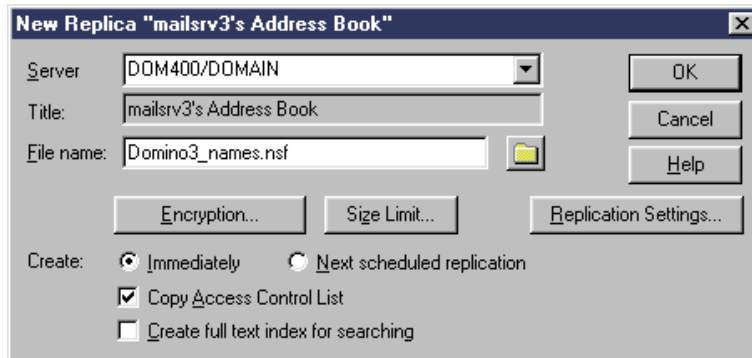 New Replica "mailsrv3's Address Book"
Server DOM400/DOMAIN OK
Title: mailsrv3's Address Book Cancel
File name: Domino3_names.nsf Help
Encryption... Size Limit... Replication Settings...
Create: Immediately Next scheduled replication
Copy Access Control List
Create full text index for searching